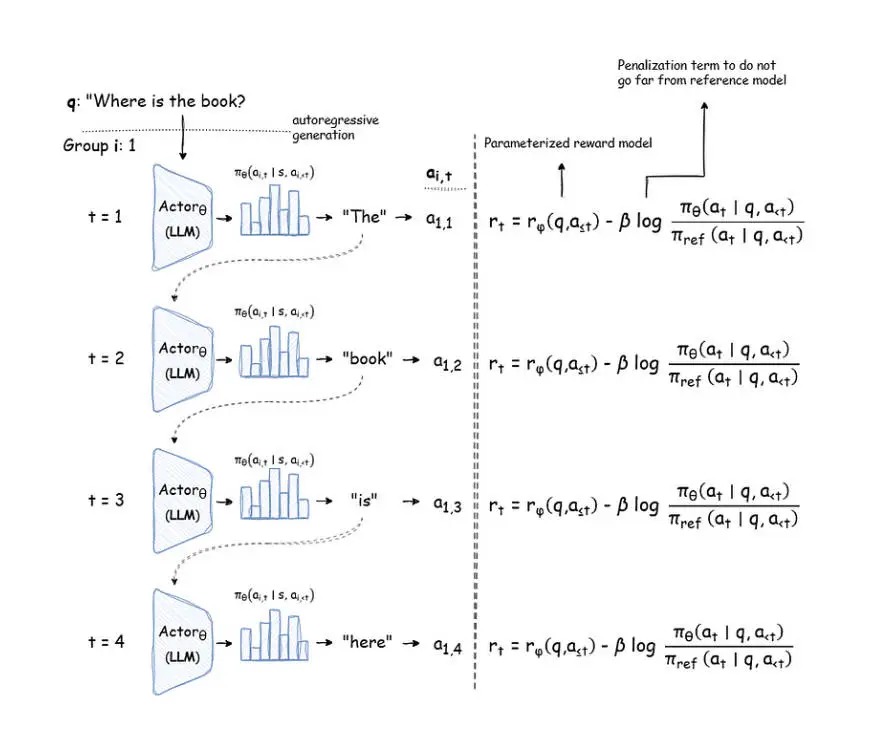 Penalization term to do not
go far from reference model
q: "Where is the book?
autoregressive
generation
Group i: 1
Parameterized reward model
a_{i,t}
π_θ(a_{i,t} | s, a_{i,<t})
t = 1
Actor_θ
(LLM)
"The"
a_{1,1}
r_t = r_φ(q,a_{≤t}) - β log π_θ(a_t | q, a_{<t}) / π_ref (a_t | q, a_{<t})
π_θ(a_{i,t} | s, a_{i,<t})
t = 2
Actor_θ
(LLM)
"book"
a_{1,2}
r_t = r_φ(q,a_{≤t}) - β log π_θ(a_t | q, a_{<t}) / π_ref (a_t | q, a_{<t})
π_θ(a_{i,t} | s, a_{i,<t})
t = 3
Actor_θ
(LLM)
"is"
a_{1,3}
r_t = r_φ(q,a_{≤t}) - β log π_θ(a_t | q, a_{<t}) / π_ref (a_t | q, a_{<t})
π_θ(a_{i,t} | s, a_{i,<t})
t = 4
Actor_θ
(LLM)
"here"
a_{1,4}
r_t = r_φ(q,a_{≤t}) - β log π_θ(a_t | q, a_{<t}) / π_ref (a_t | q, a_{<t})